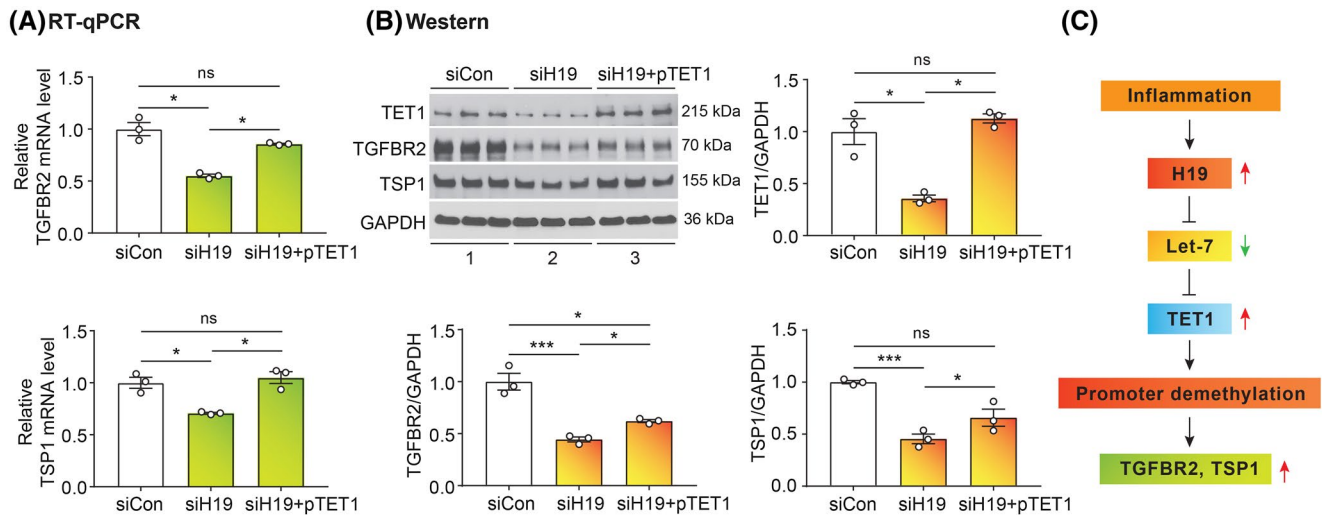 (A) RT-qPCR
Relative
TGFBR2 mRNA level
1.5
1.0
0.5
0.0
ns
*
*
siCon
siH19
siH19+pTET1
Relative
TSP1 mRNA level
1.5
1.0
0.5
0.0
ns
*
*
siCon
siH19
siH19+pTET1
(B) Western
siCon siH19 siH19+pTET1
TET1 215 kDa
TGFBR2 70 kDa
TSP1 155 kDa
GAPDH 36 kDa
1 2 3
TET1/GAPDH
1.5
1.0
0.5
0.0
ns
*
*
siCon
siH19
siH19+pTET1
TGFBR2/GAPDH
1.5
1.0
0.5
0.0
*
***
*
siCon
siH19
siH19+pTET1
TSP1/GAPDH
1.5
1.0
0.5
0.0
ns
***
*
siCon
siH19
siH19+pTET1
(C)
Inflammation
H19
Let-7
TET1
Promoter demethylation
TGFBR2, TSP1